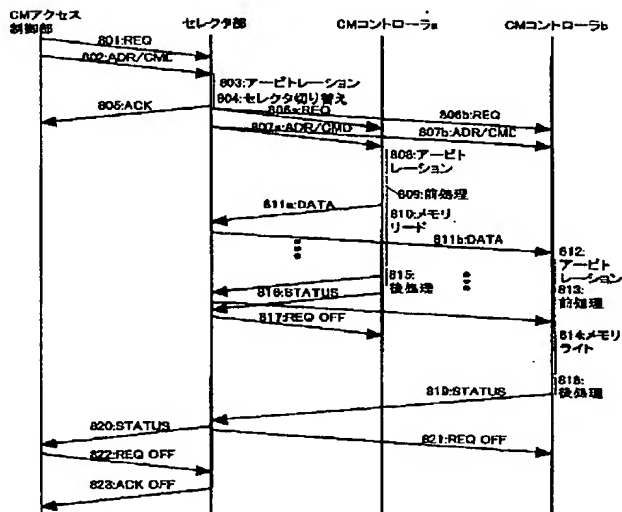 CMアクセス
制御部
セレクタ部
CMコントローラa
CMコントローラb
801:REQ
802:ADR/CMD
803:アービトレーション
804:セレクタ切り替え
805:ACK
806a:REQ
806b:REQ
807a:ADR/CMD
807b:ADR/CMD
808:アービト
レーション
809:前処理
811a:DATA
810:メモリ
リード
811b:DATA
812:
アービト
レーション
815:
後処理
813:
前処理
816:STATUS
817:REQ OFF
814:メモリ
ライト
818:
後処理
819:STATUS
820:STATUS
821:REQ OFF
822:REQ OFF
823:ACK OFF